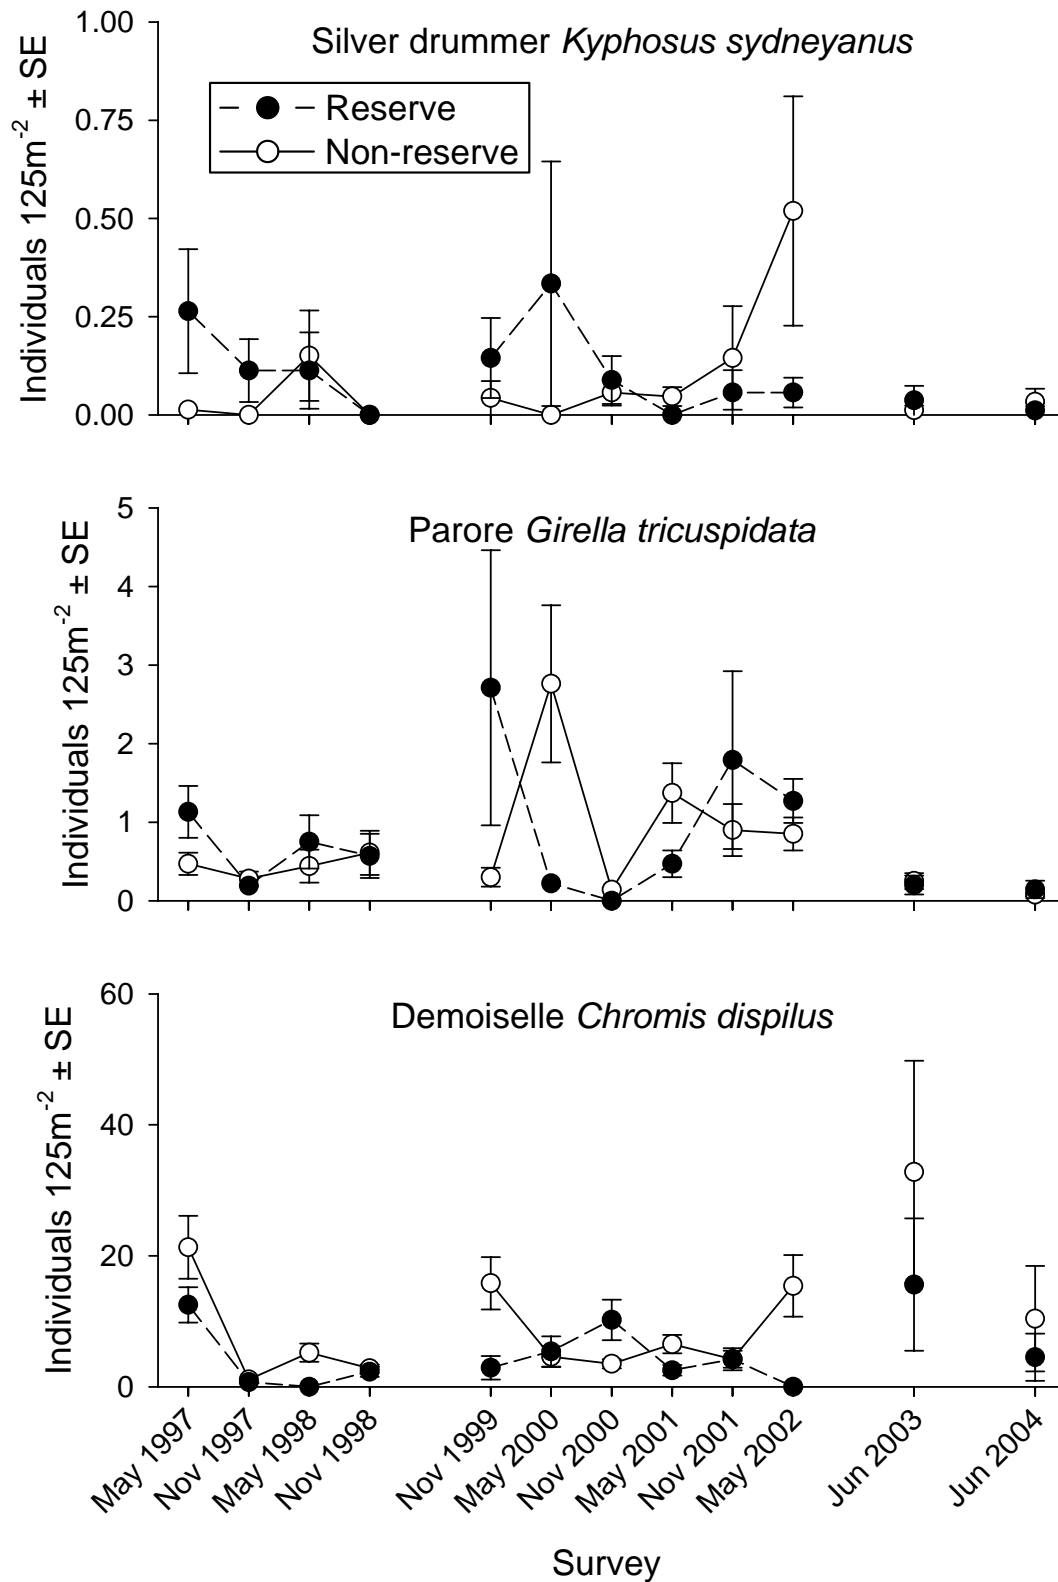 Silver drummer Kyphosus sydneyanus
Reserve
Non-reserve
Individuals 125m⁻² ± SE
1.00
0.75
0.50
0.25
0.00
Parore Girella tricuspidata
Individuals 125m⁻² ± SE
5
4
3
2
1
0
Demoiselle Chromis dispilus
Individuals 125m⁻² ± SE
60
40
20
0
May 1997
Nov 1997
May 1998
Nov 1998
Nov 1999
May 2000
Nov 2000
May 2001
Nov 2001
May 2002
Jun 2003
Jun 2004
Survey